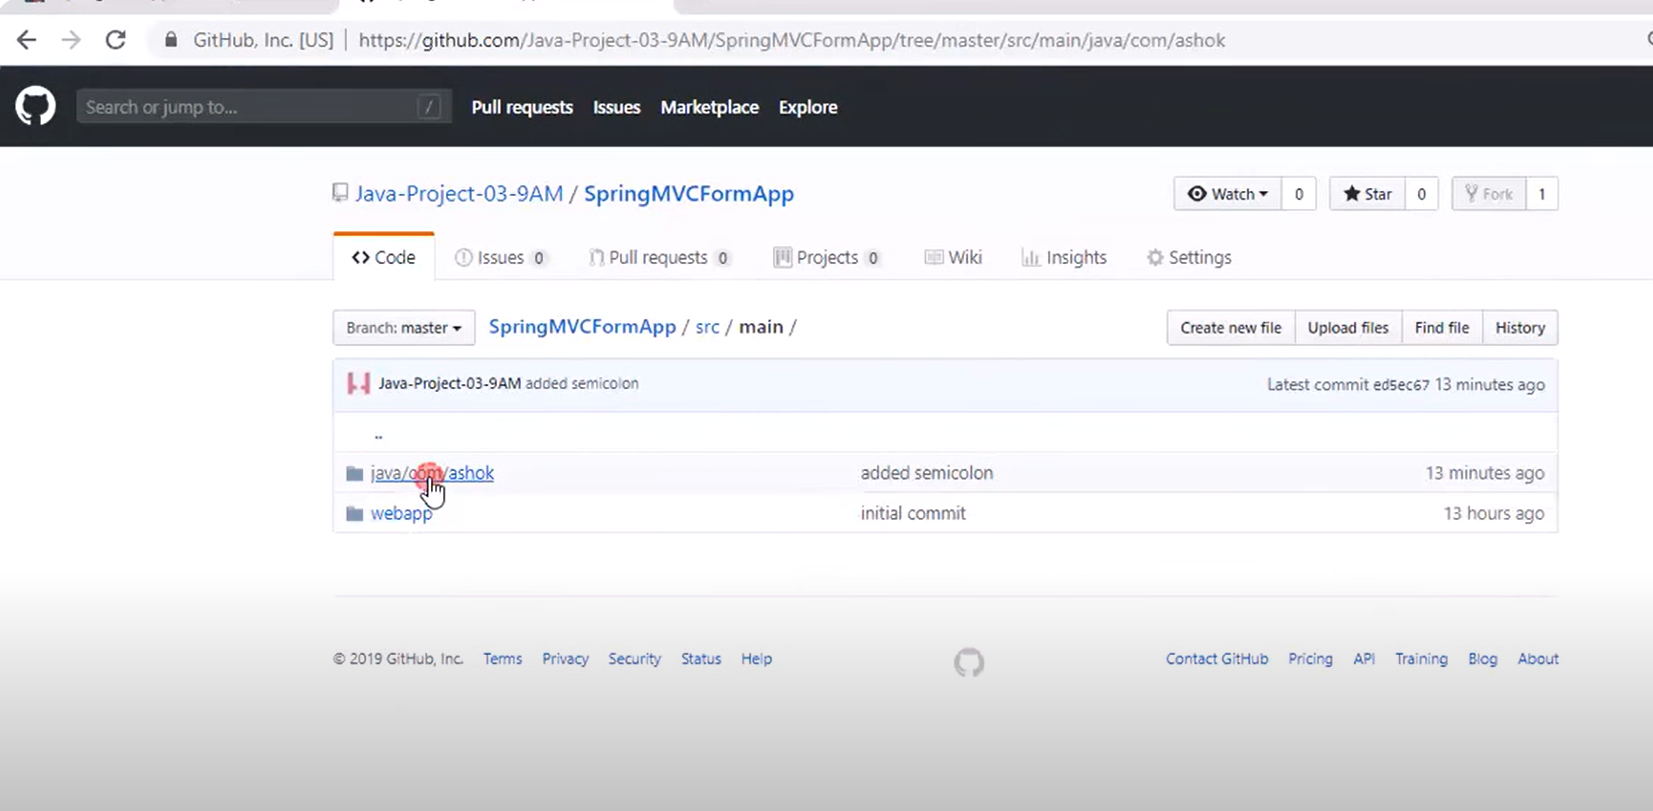 GitHub, Inc. [US] | https://github.com/Java-Project-03-9AM/SpringMVCFormApp/tree/master/src/main/java/com/ashok
Search or jump to... / Pull requests Issues Marketplace Explore
Java-Project-03-9AM / SpringMVCFormApp Watch 0 Star 0 Fork 1
<> Code Issues 0 Pull requests 0 Projects 0 Wiki Insights Settings
Branch: master SpringMVCFormApp / src / main / Create new file Upload files Find file History
Java-Project-03-9AM added semicolon Latest commit ed5ec67 13 minutes ago
..
java/com/ashok added semicolon 13 minutes ago
webapp initial commit 13 hours ago
© 2019 GitHub, Inc. Terms Privacy Security Status Help Contact GitHub Pricing API Training Blog About